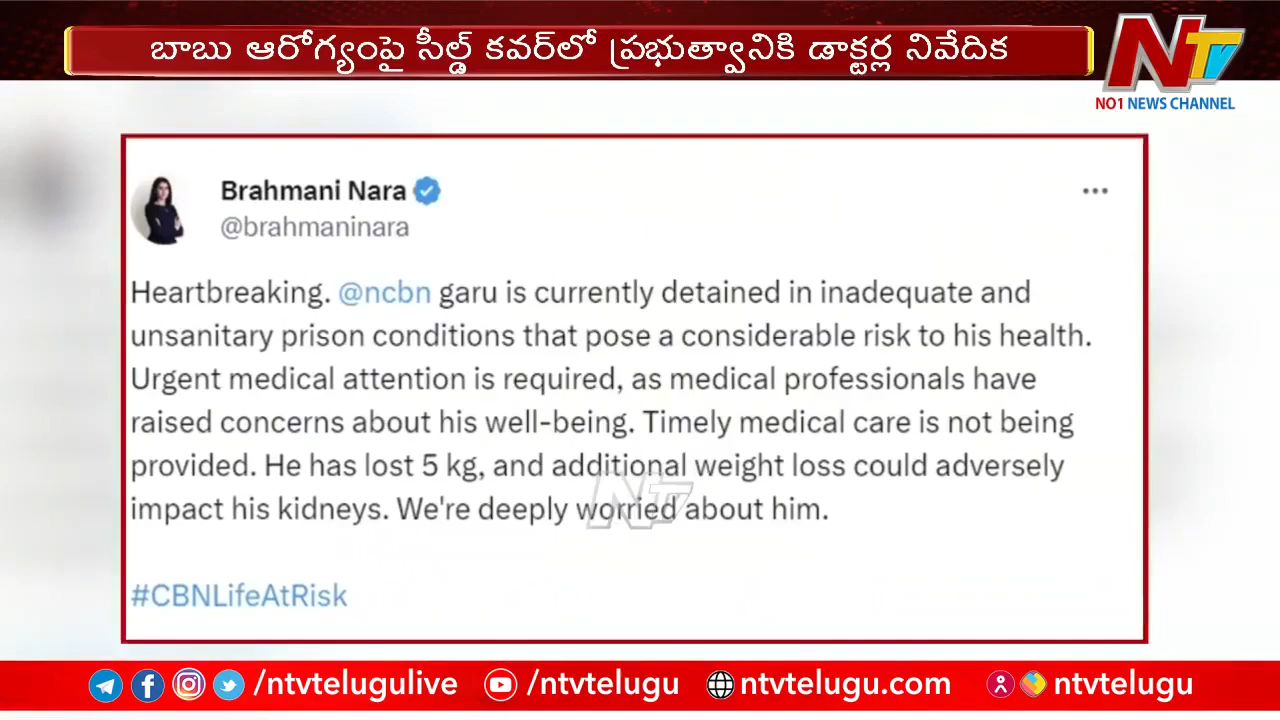 బాబు ఆరోగ్యంపై సీల్డ్ కవర్‌లో ప్రభుత్వానికి డాక్టర్ల నివేదిక
NTV
NO1 NEWS CHANNEL
Brahmani Nara
@brahmaninara
Heartbreaking. @ncbn garu is currently detained in inadequate and
unsanitary prison conditions that pose a considerable risk to his health.
Urgent medical attention is required, as medical professionals have
raised concerns about his well-being. Timely medical care is not being
provided. He has lost 5 kg, and additional weight loss could adversely
impact his kidneys. We're deeply worried about him.
NTV
#CBNLifeAtRisk
/ntvtelugulive /ntvtelugu ntvtelugu.com ntvtelugu